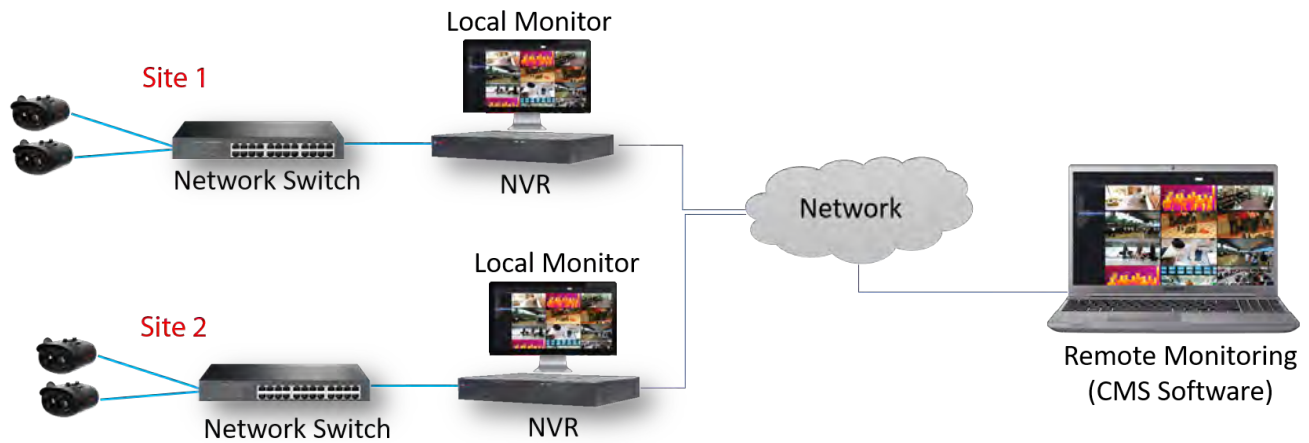 Local Monitor
Site 1
Network Switch
NVR
Network
Local Monitor
Site 2
Network Switch
NVR
Remote Monitoring
(CMS Software)